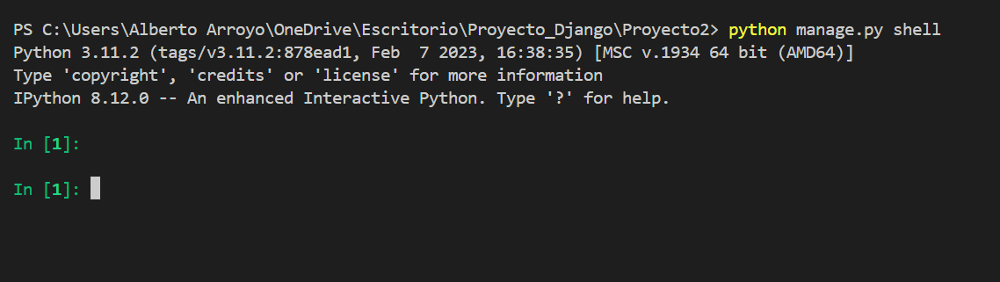 PS C:\Users\Alberto Arroyo\OneDrive\Escritorio\Proyecto_Django\Proyecto2> python manage.py shell
Python 3.11.2 (tags/v3.11.2:878ead1, Feb  7 2023, 16:38:35) [MSC v.1934 64 bit (AMD64)]
Type 'copyright', 'credits' or 'license' for more information
IPython 8.12.0 -- An enhanced Interactive Python. Type '?' for help.
In [1]:
In [1]: